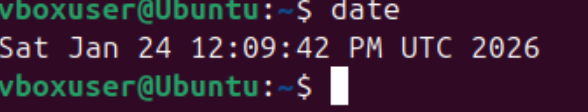 vboxuser@Ubuntu:~$ date
Sat Jan 24 12:09:42 PM UTC 2026
vboxuser@Ubuntu:~$